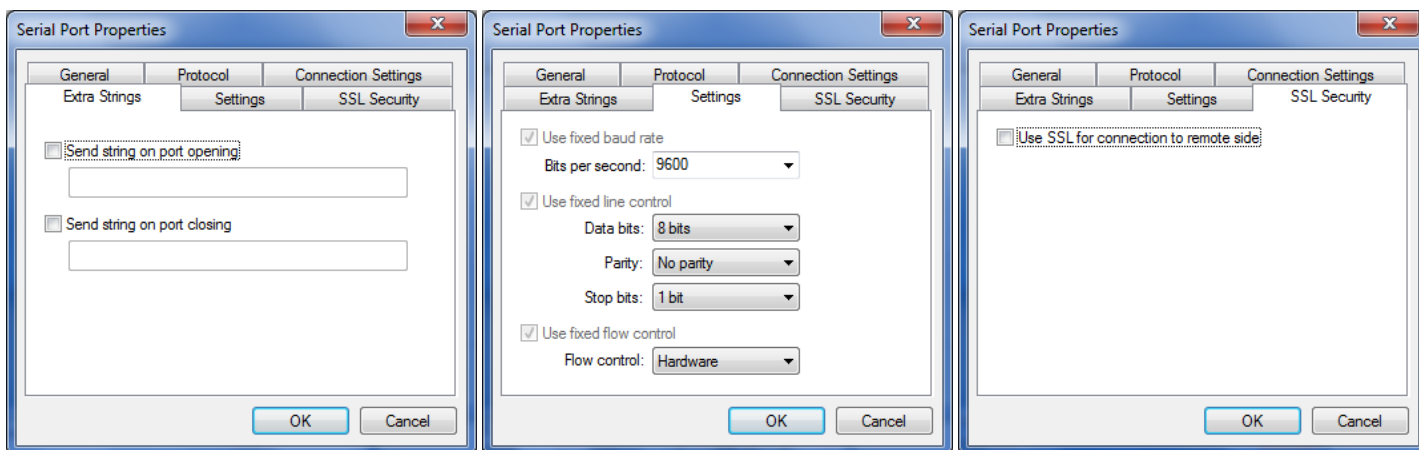 Serial Port Properties
General Protocol Connection Settings
Extra Strings Settings SSL Security
Send string on port opening
Send string on port closing
OK Cancel
Serial Port Properties
General Protocol Connection Settings
Extra Strings Settings SSL Security
Use fixed baud rate
Bits per second: 9600
Use fixed line control
Data bits: 8 bits
Parity: No parity
Stop bits: 1 bit
Use fixed flow control
Flow control: Hardware
OK Cancel
Serial Port Properties
General Protocol Connection Settings
Extra Strings Settings SSL Security
Use SSL for connection to remote side
OK Cancel